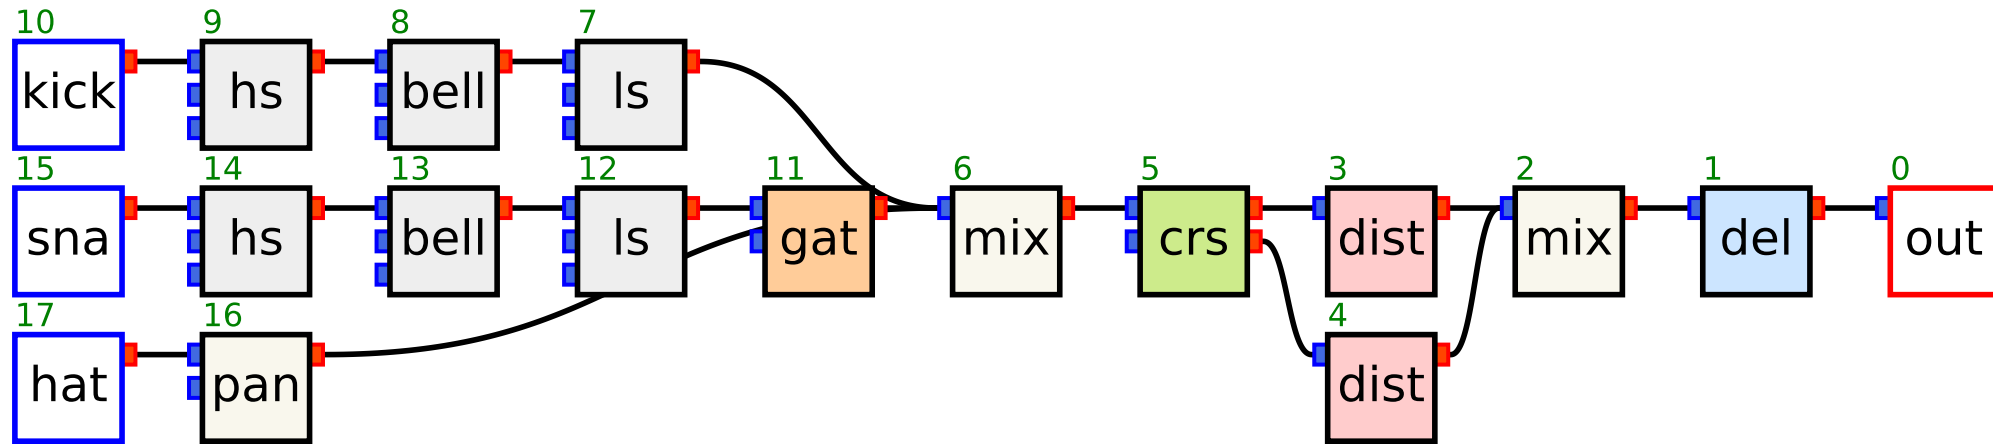 10 9 8 7
kick hs bell ls
15 14 13 12 11 6 5 3 2 1 0
sna hs bell ls gat mix crs dist mix del out
17 16 4
hat pan dist